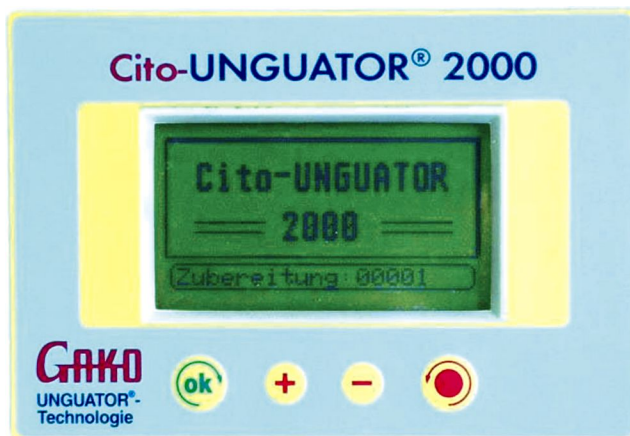 Cito-UNGUATOR® 2000
Cito-UNGUATOR
2000
Zubereitung:00001
GAKO
UNGUATOR®-
Technologie
ok
+
−